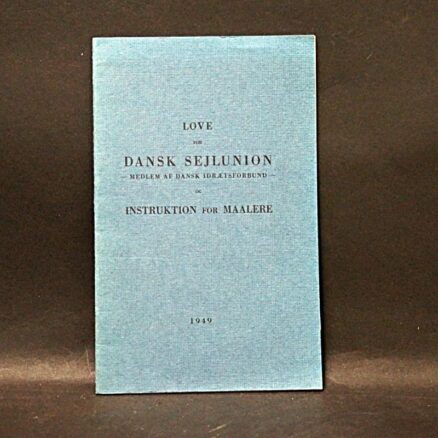 LOVE
FOR
DANSK SEJLUNION
— MEDLEM AF DANSK IDRÆTSFORBUND —
OG
INSTRUKTION FOR MAALERE
1949